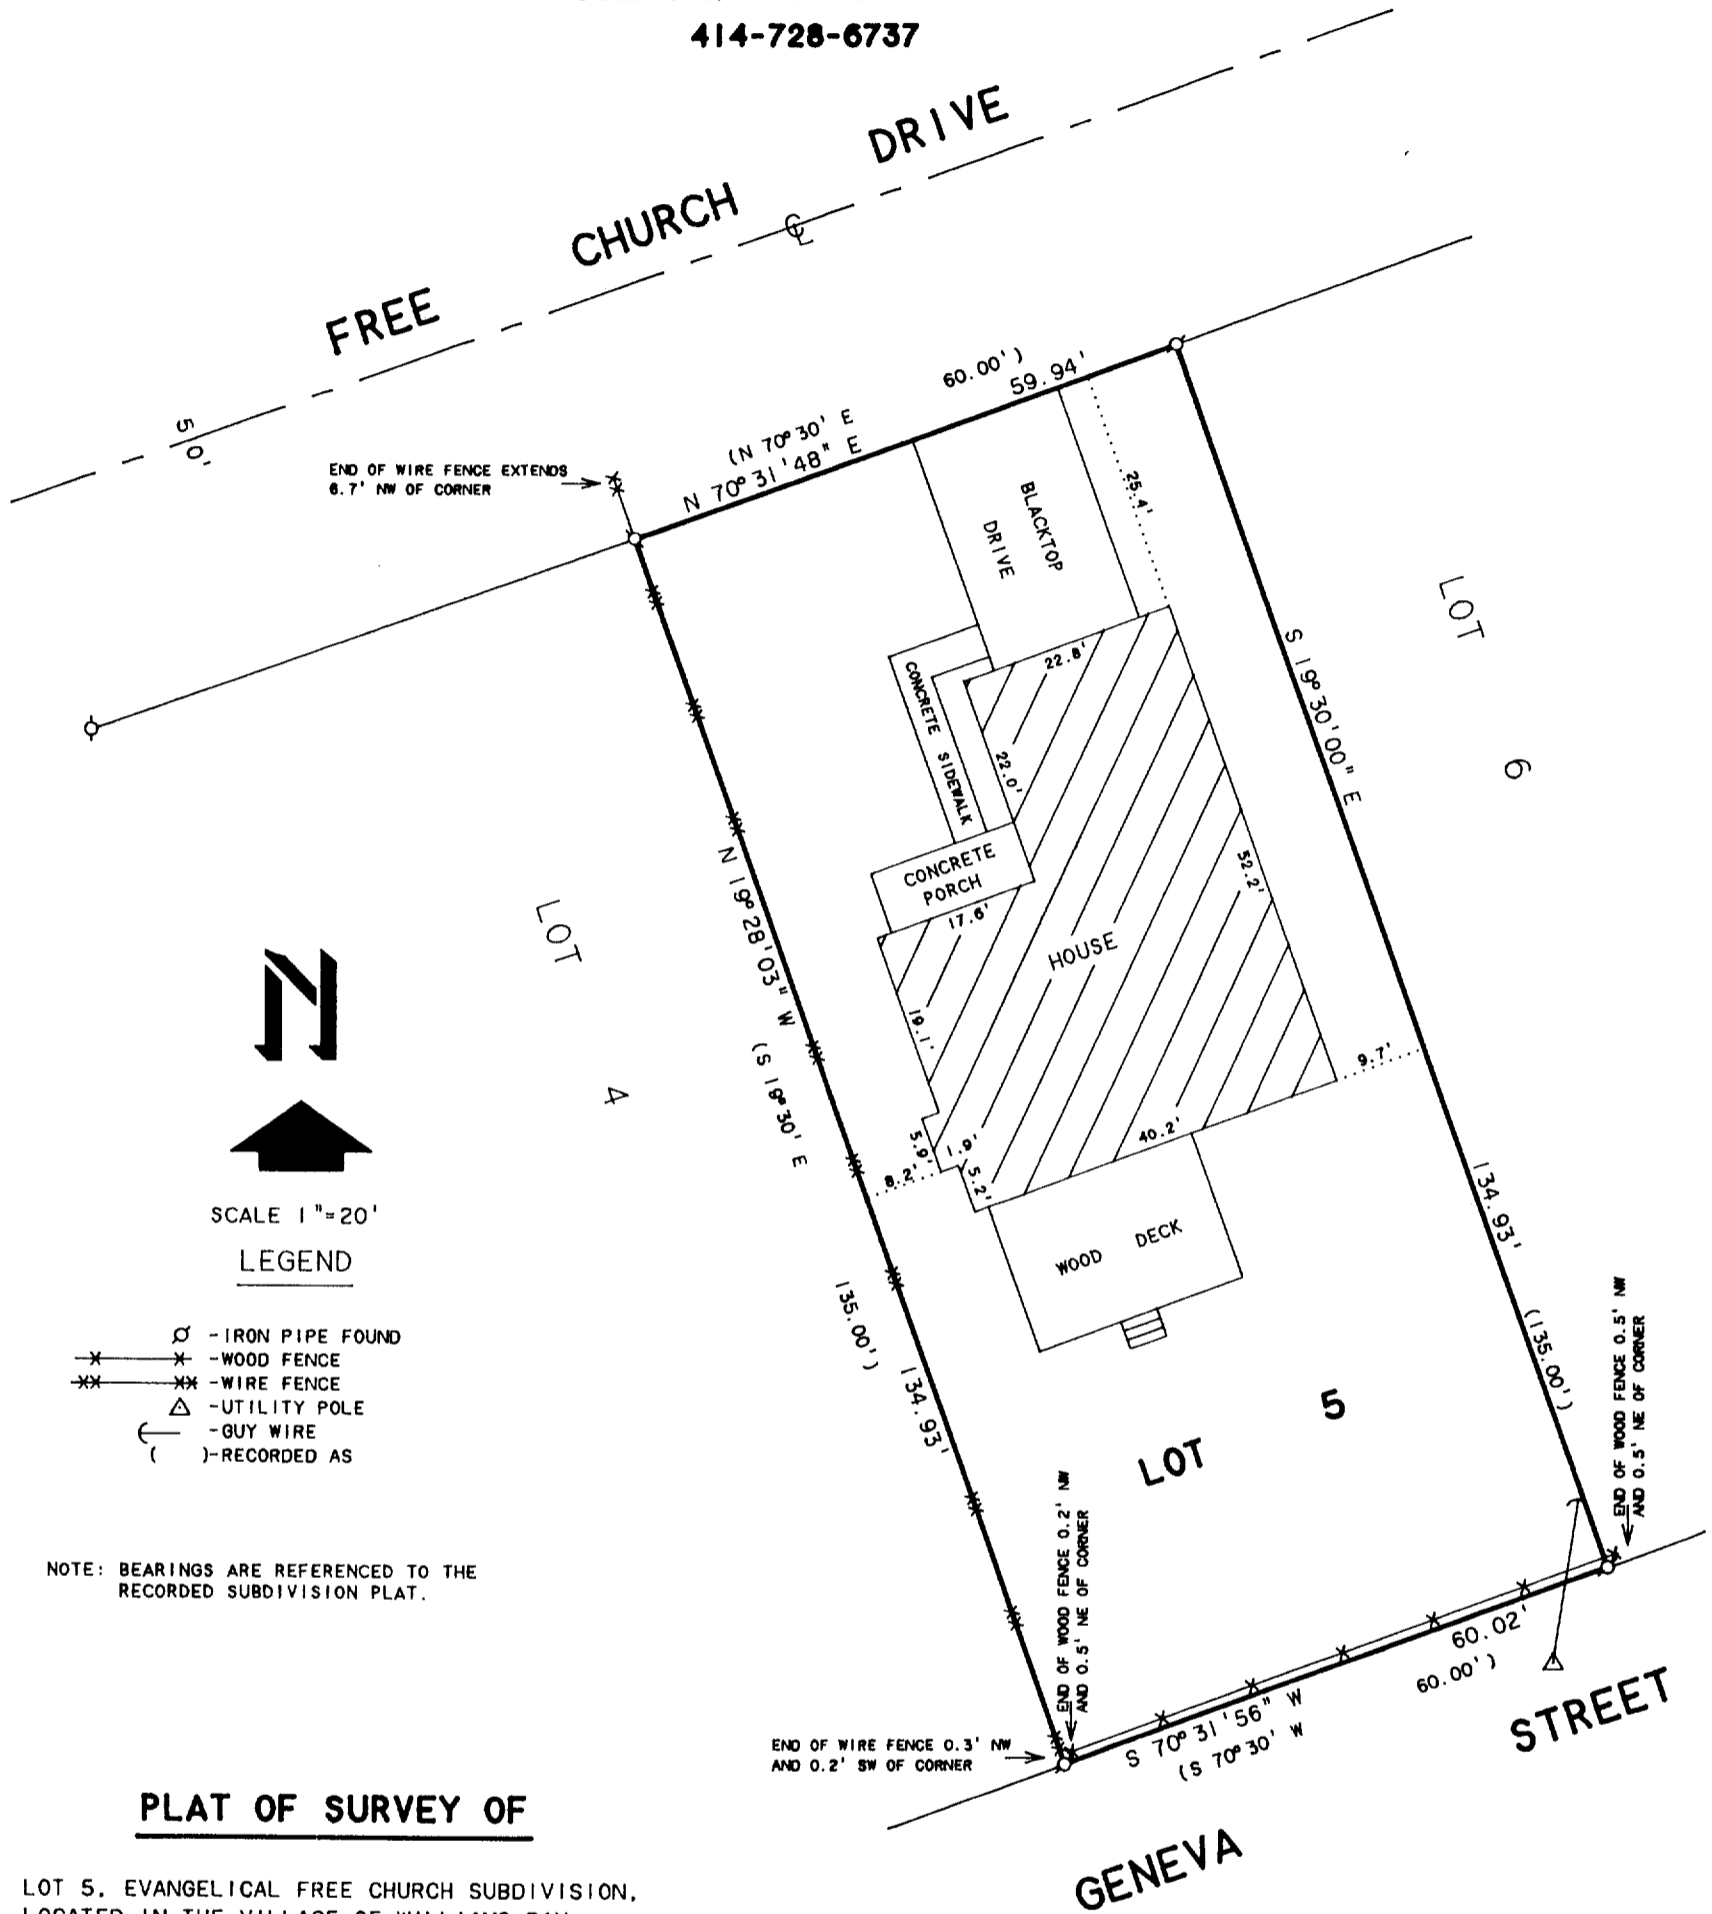 414-728-6737
FREE CHURCH DRIVE
℄
50'
END OF WIRE FENCE EXTENDS
6.7' NW OF CORNER
(N 70° 30' E 60.00')
N 70° 31' 48" E 59.94'
BLACKTOP
DRIVE
25.4'
LOT 6
S 19° 30' 00" E 134.93'
(135.00')
22.8'
CONCRETE SIDEWALK
22.0'
CONCRETE
PORCH
17.6'
52.2'
HOUSE
19.1'
9.7'
5.9'
1.9'
8.2'
5.2'
40.2'
WOOD DECK
LOT 4
N 19° 28' 03" W 134.93'
(S 19° 30' E 135.00')
LOT 5
N
SCALE 1"=20'
LEGEND
-IRON PIPE FOUND
-WOOD FENCE
-WIRE FENCE
-UTILITY POLE
-GUY WIRE
( )-RECORDED AS
NOTE: BEARINGS ARE REFERENCED TO THE
RECORDED SUBDIVISION PLAT.
END OF WOOD FENCE 0.5' NW
AND 0.5' NE OF CORNER
END OF WOOD FENCE 0.2' NW
AND 0.5' NE OF CORNER
END OF WIRE FENCE 0.3' NW
AND 0.2' SW OF CORNER
S 70° 31' 56" W 60.02'
(S 70° 30' W 60.00')
GENEVA STREET
PLAT OF SURVEY OF
LOT 5, EVANGELICAL FREE CHURCH SUBDIVISION,